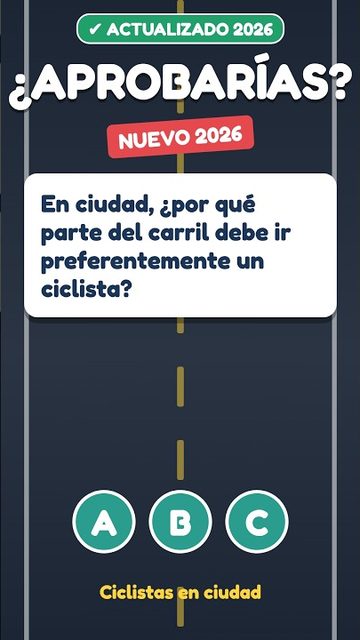 ✔ ACTUALIZADO 2026
¿APROBARÍAS?
NUEVO 2026
En ciudad, ¿por qué
parte del carril debe ir
preferentemente un
ciclista?
A B C
Ciclistas en ciudad